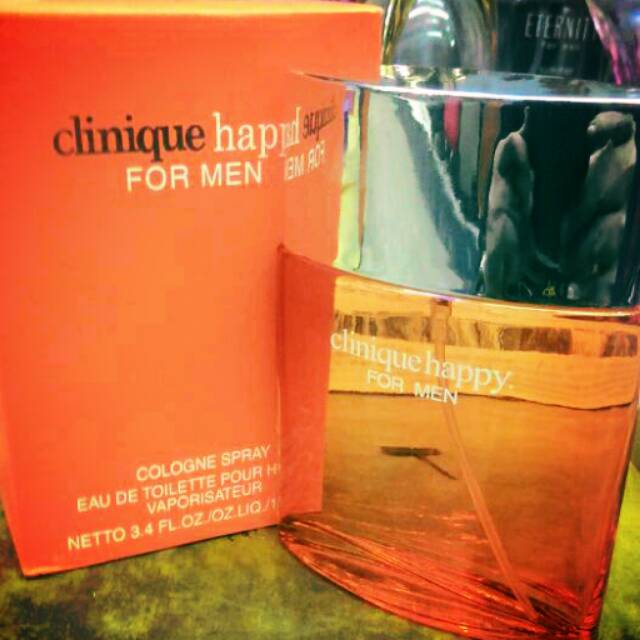 ETERNITY
clinique happ
FOR MEN
COLOGNE SPRAY
EAU DE TOILETTE POUR
VAPORISATEUR
NETTO 3.4 FL.OZ./OZ.LIQ./
clinique happy.
FOR MEN